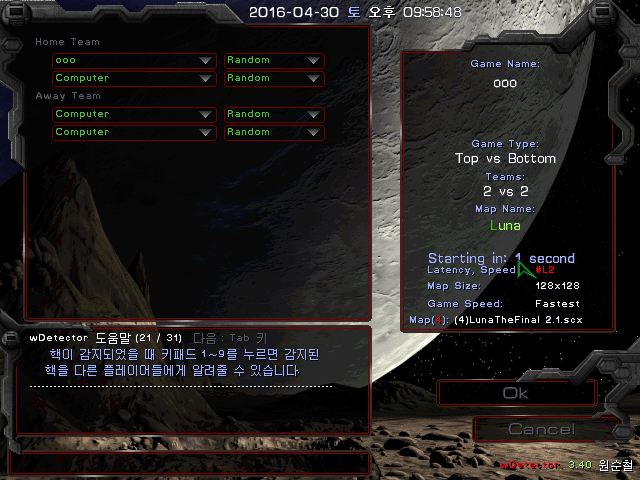 2016-04-30 토 오후 09:58:48
Home Team
ooo Random
Computer Random
Away Team
Computer Random
Computer Random
Game Name:
ooo
Game Type:
Top vs Bottom
Teams:
2 vs 2
Map Name:
Luna
Starting in: 1 second
Latency, Speed #L2
Map Size: 128x128
Game Speed: Fastest
Map(+): (4)LunaTheFinal 2.1.scx
wDetector 도움말 (21 / 31) 다음 : Tab 키
핵이 감지되었을 때 키패드 1~9를 누르면 감지된
핵을 다른 플레이어들에게 알려줄 수 있습니다
Ok
Cancel
wDetector 3.40 원순철